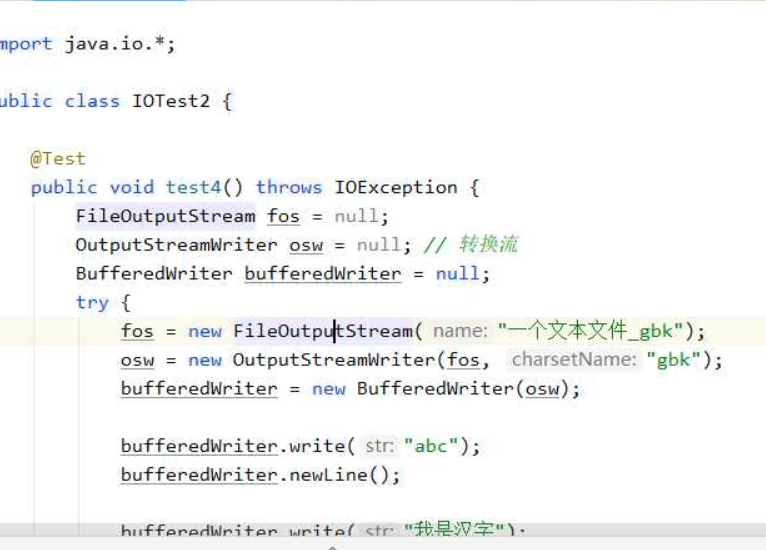 mport java.io.*;
ublic class IOTest2 {
@Test
public void test4() throws IOException {
FileOutputStream fos = null;
OutputStreamWriter osw = null; // 转换流
BufferedWriter bufferedWriter = null;
try {
fos = new FileOutputStream( name: "一个文本文件_gbk");
osw = new OutputStreamWriter(fos, charsetName: "gbk");
bufferedWriter = new BufferedWriter(osw);
bufferedWriter.write( str: "abc");
bufferedWriter.newLine();
bufferedWriter.write( str: "我是汉字");